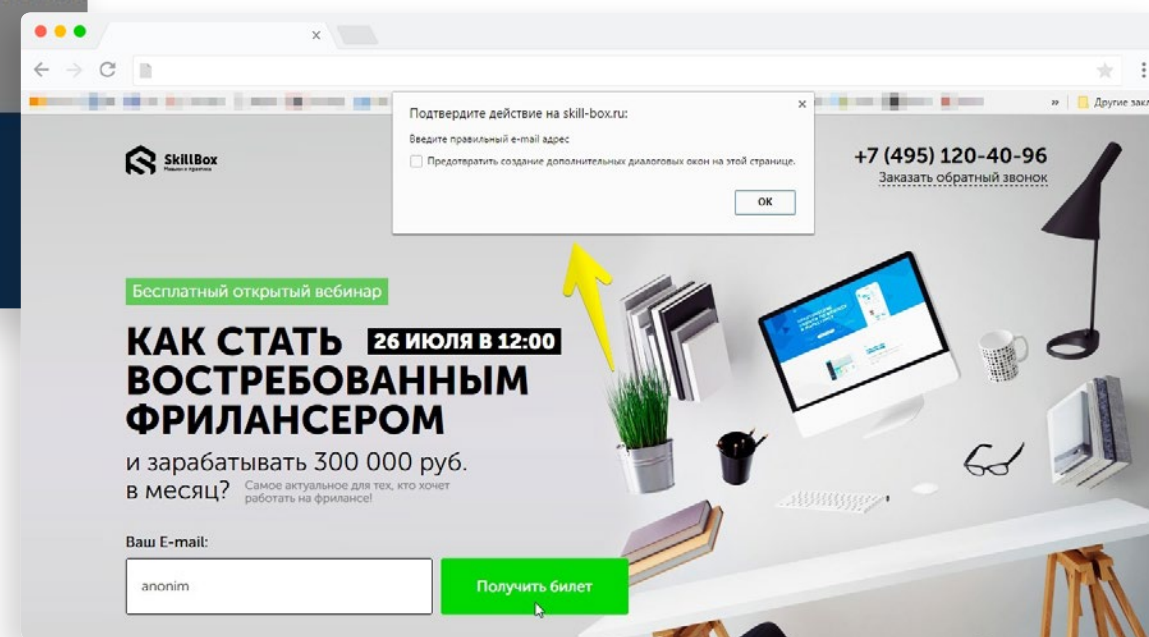 Другие закл
Подтвердите действие на skill-box.ru:
Введите правильный e-mail адрес
Предотвратить создание дополнительных диалоговых окон на этой странице.
ОК
SkillBox
Навыки и практика
+7 (495) 120-40-96
Заказать обратный звонок
Бесплатный открытый вебинар
КАК СТАТЬ 26 ИЮЛЯ В 12:00
ВОСТРЕБОВАННЫМ
ФРИЛАНСЕРОМ
и зарабатывать 300 000 руб.
в месяц? Самое актуальное для тех, кто хочет
работать на фрилансе!
Ваш E-mail:
anonim
Получить билет